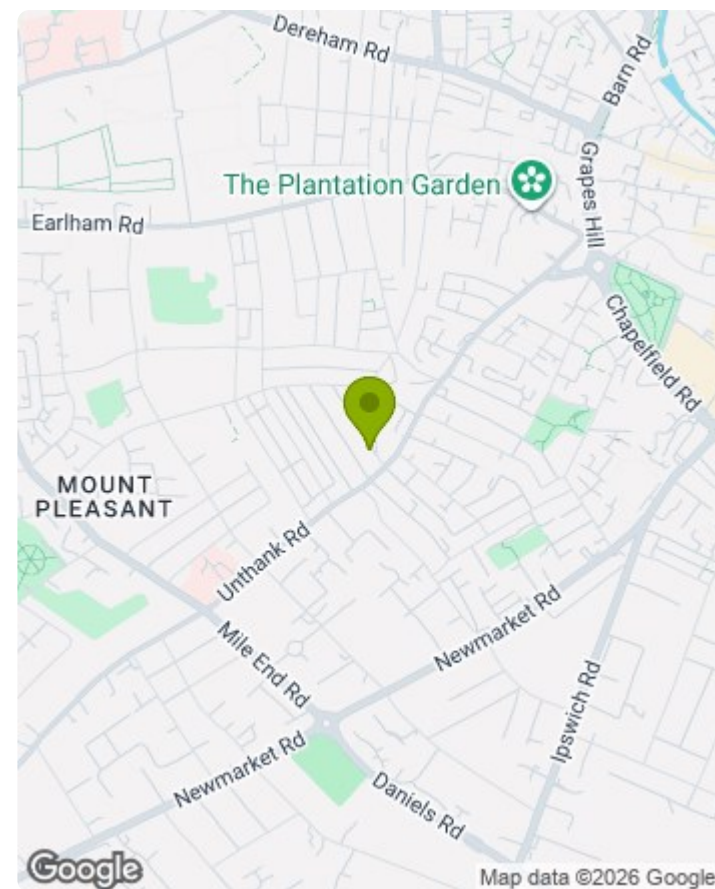 Dereham Rd
Barn Rd
The Plantation Garden
Grapes Hill
Earlham Rd
Chapelfield Rd
MOUNT
PLEASANT
Unthank Rd
Mile End Rd
Newmarket Rd
Ipswich Rd
Newmarket Rd
Daniels Rd
Google
Map data ©2026 Google